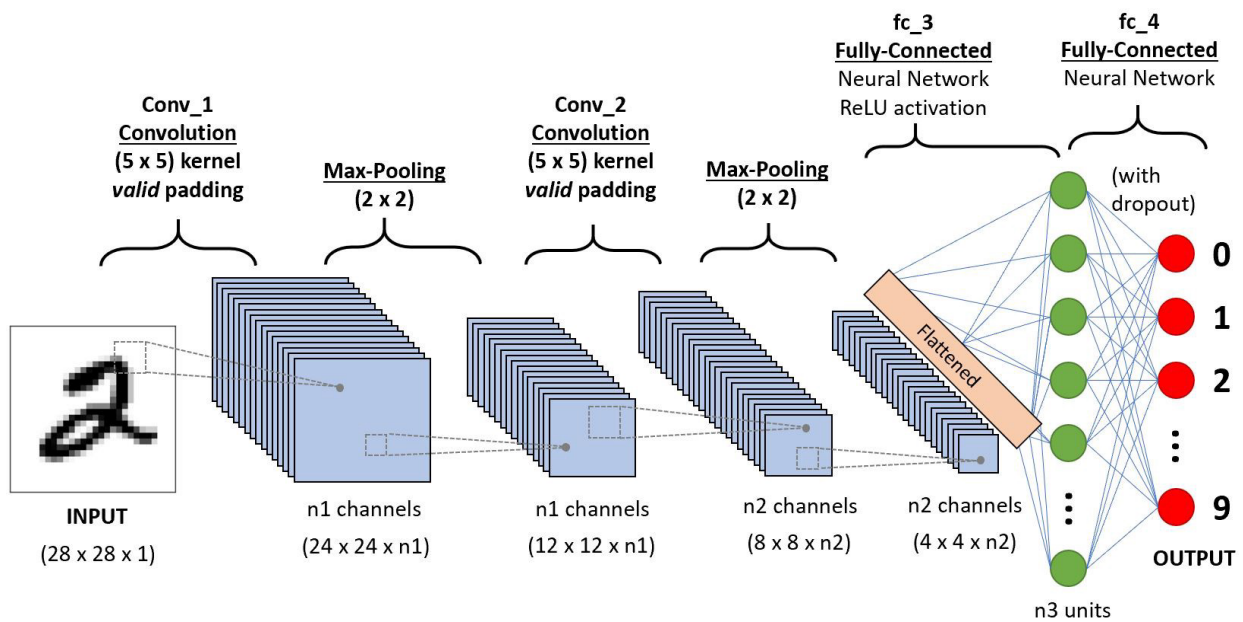 Conv_1
Convolution
(5 x 5) kernel
valid padding
Max-Pooling
(2 x 2)
Conv_2
Convolution
(5 x 5) kernel
valid padding
Max-Pooling
(2 x 2)
fc_3
Fully-Connected
Neural Network
ReLU activation
fc_4
Fully-Connected
Neural Network
(with
dropout)
Flattened
0
1
2
9
OUTPUT
INPUT
(28 x 28 x 1)
n1 channels
(24 x 24 x n1)
n1 channels
(12 x 12 x n1)
n2 channels
(8 x 8 x n2)
n2 channels
(4 x 4 x n2)
n3 units
2